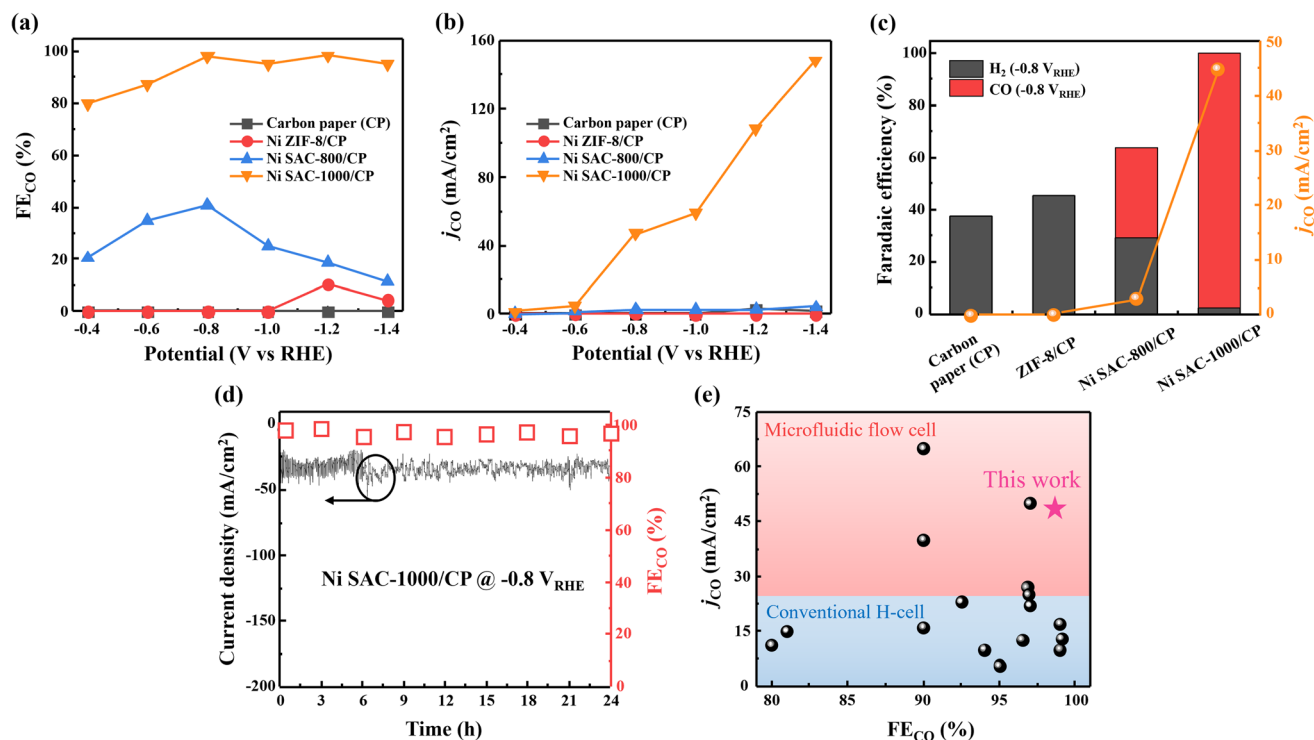 (a)
FE_CO (%)
100
80
60
40
20
0
Carbon paper (CP)
Ni ZIF-8/CP
Ni SAC-800/CP
Ni SAC-1000/CP
-0.4 -0.6 -0.8 -1.0 -1.2 -1.4
Potential (V vs RHE)
(b)
j_CO (mA/cm²)
160
120
80
40
0
Carbon paper (CP)
Ni ZIF-8/CP
Ni SAC-800/CP
Ni SAC-1000/CP
-0.4 -0.6 -0.8 -1.0 -1.2 -1.4
Potential (V vs RHE)
(c)
Faradaic efficiency (%)
100
80
60
40
20
0
H₂ (-0.8 V_RHE)
CO (-0.8 V_RHE)
50
40
30
20
10
0
j_CO (mA/cm²)
Carbon
paper (CP)
ZIF-8/CP
Ni SAC-800/CP
Ni SAC-1000/CP
(d)
Current density (mA/cm²)
0
-50
-100
-150
-200
Ni SAC-1000/CP @ -0.8 V_RHE
100
80
60
40
20
0
FE_CO
(%)
0 3 6 9 12 15 18 21 24
Time (h)
(e)
j_CO (mA/cm²)
75
60
45
30
15
0
Microfluidic flow cell
This work
Conventional H-cell
80 85 90 95 100
FE_CO (%)